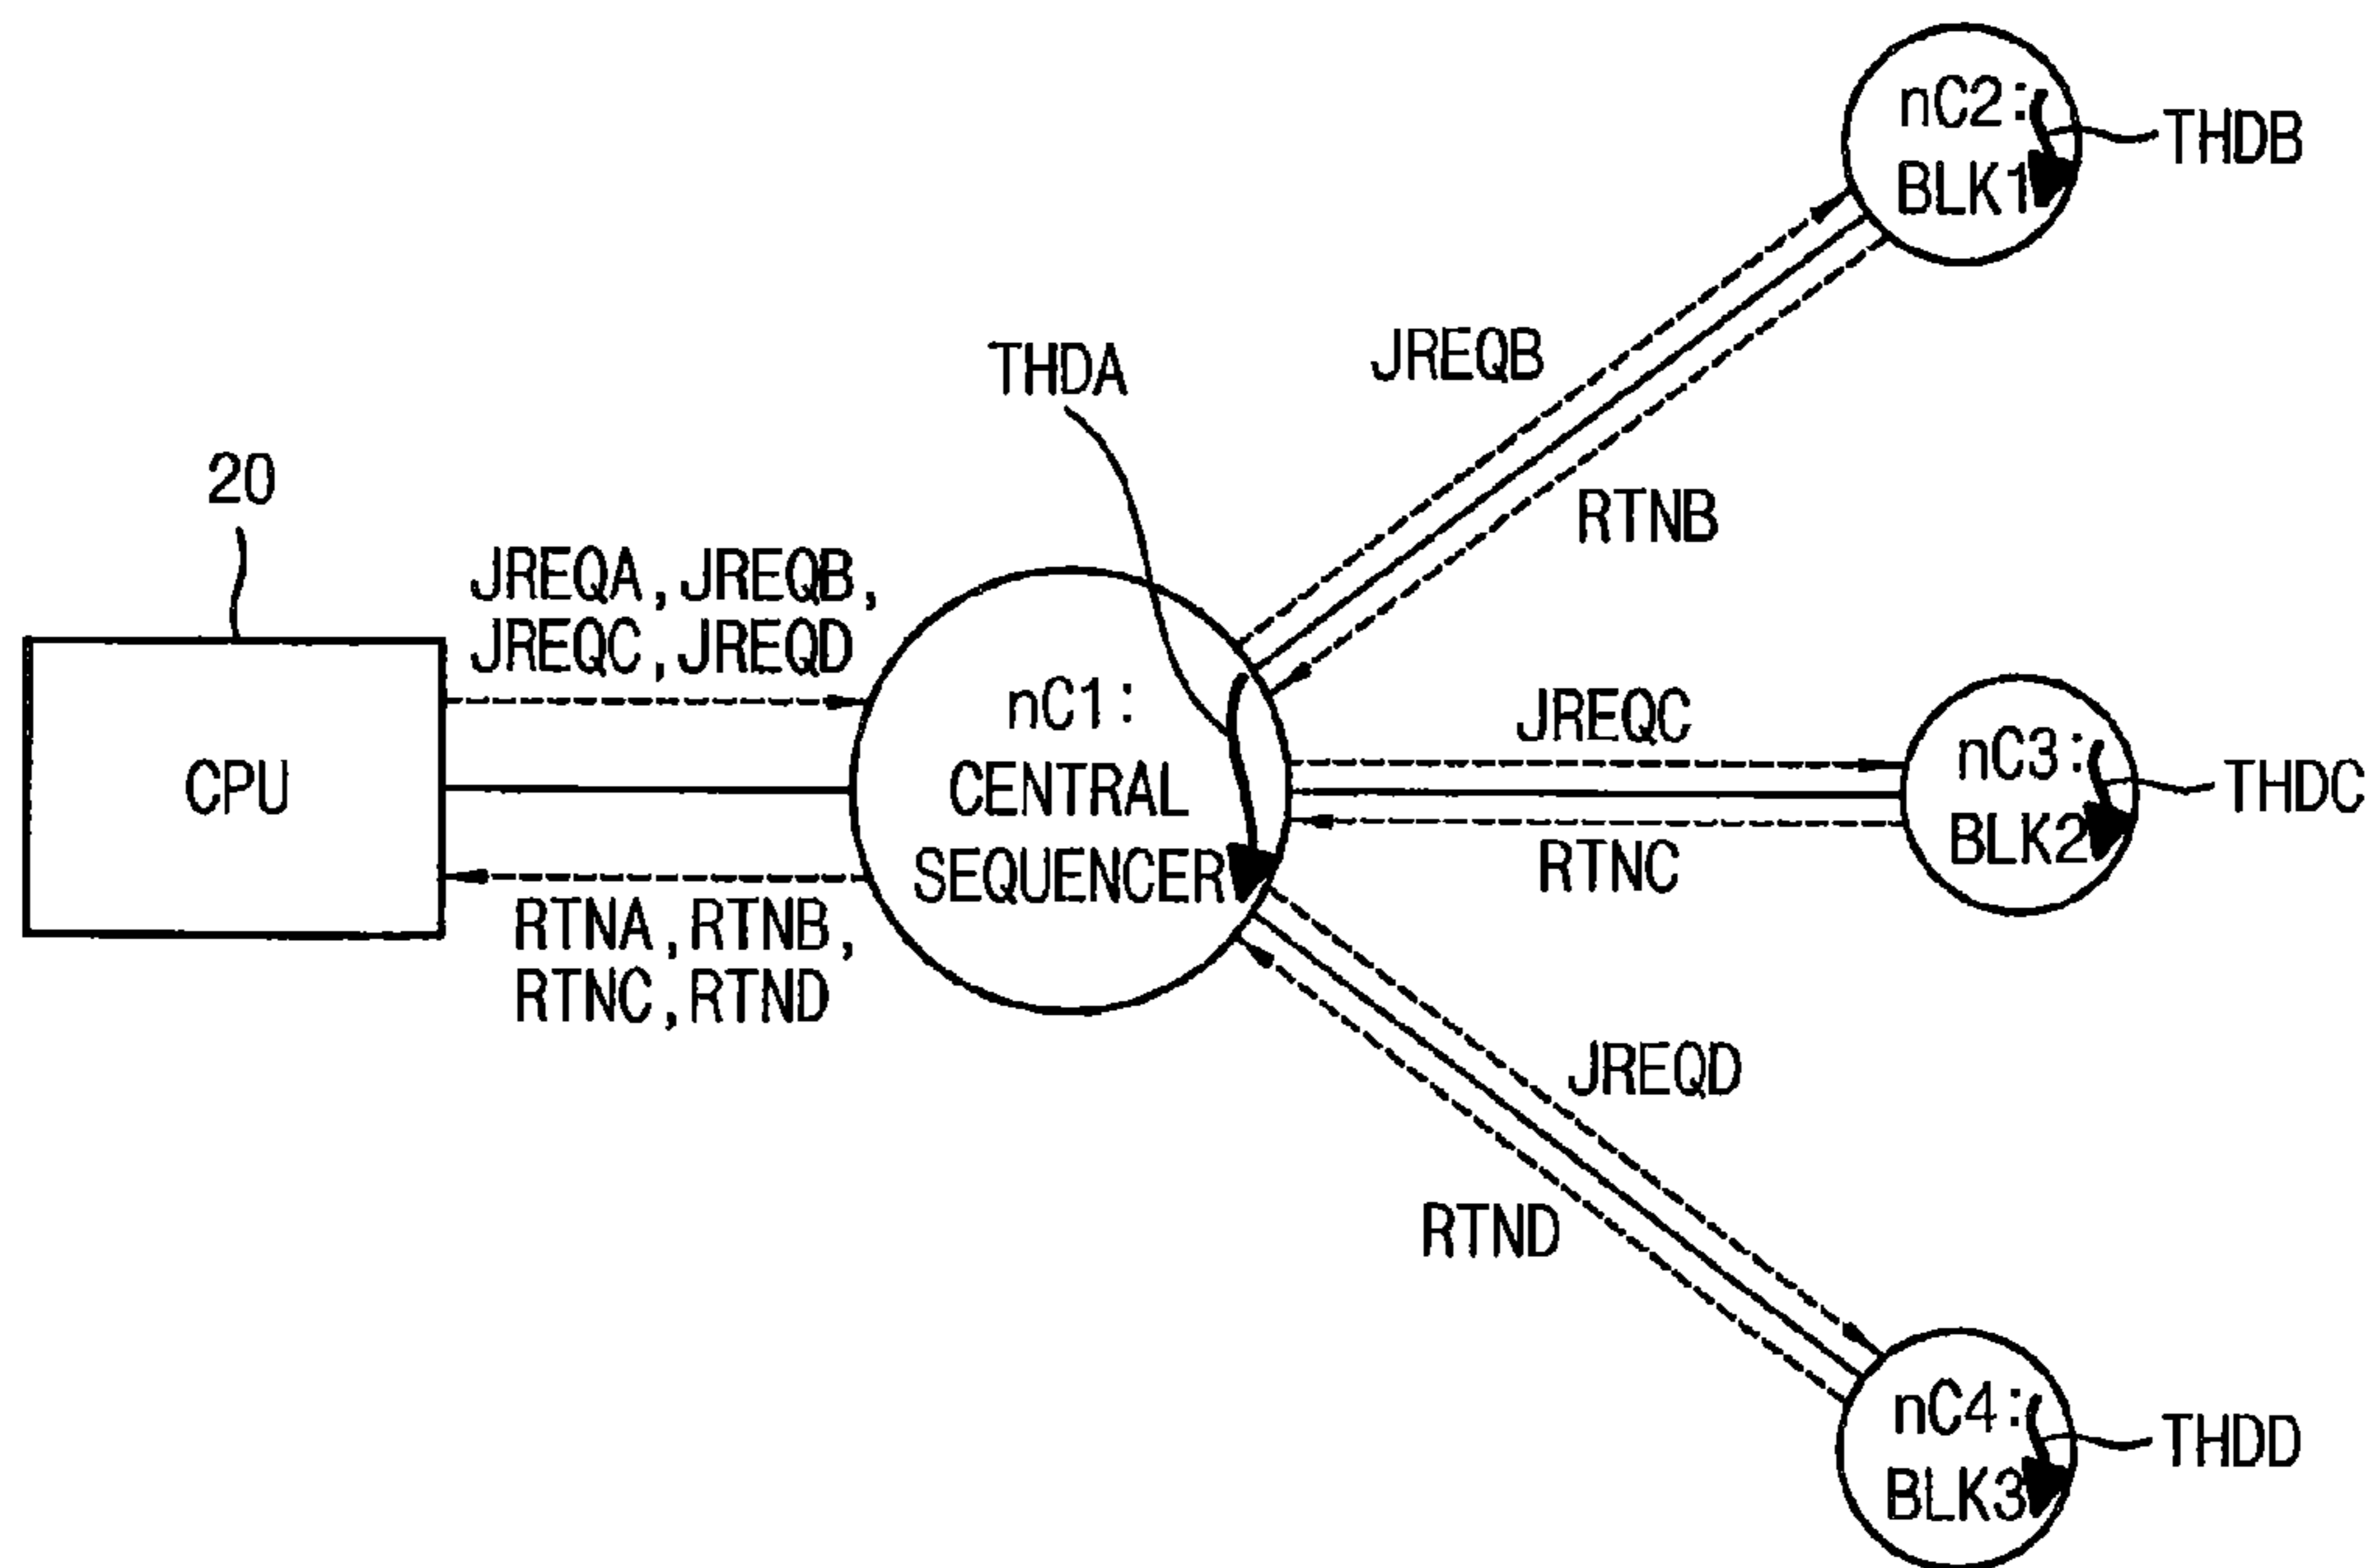 nC2:
BLK1
THDB
JREQB
THDA
RTNB
20
JREQA,JREQB,
JREQC,JREQD
CPU
nC1:
CENTRAL
SEQUENCER
JREQC
nC3:
BLK2
THDC
RTNC
RTNA,RTNB,
RTNC,RTND
JREQD
RTND
nC4:
BLK3
THDD